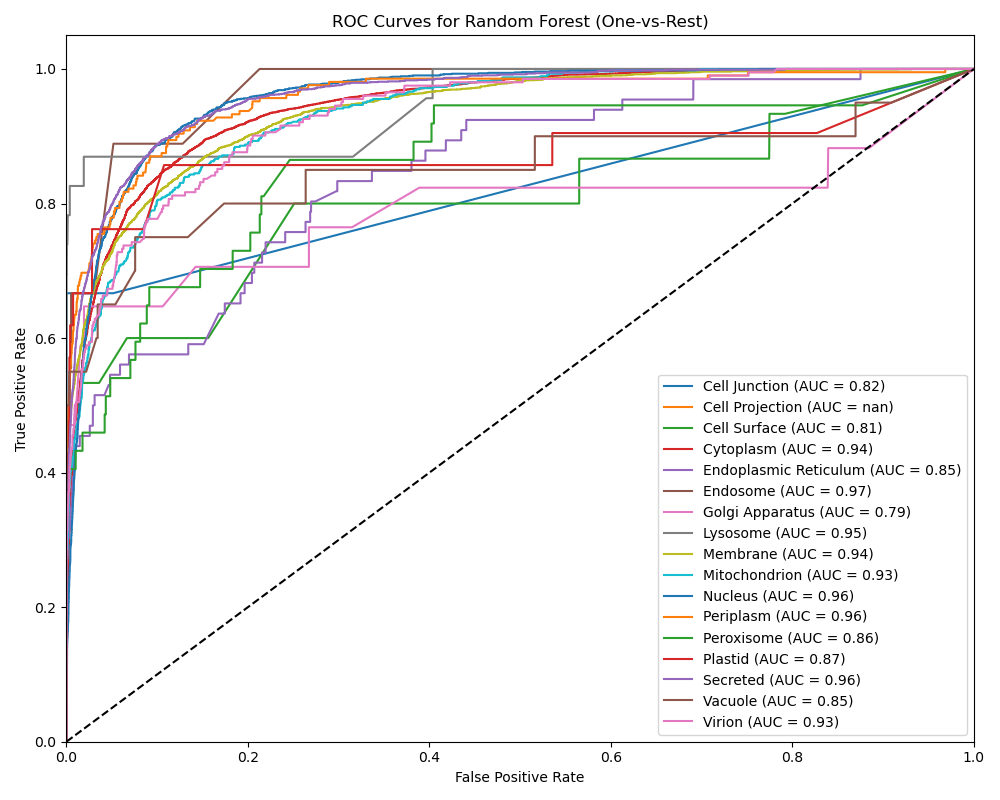 ROC Curves for Random Forest (One-vs-Rest)
True Positive Rate
1.0
0.8
0.6
0.4
0.2
0.0
Cell Junction (AUC = 0.82)
Cell Projection (AUC = nan)
Cell Surface (AUC = 0.81)
Cytoplasm (AUC = 0.94)
Endoplasmic Reticulum (AUC = 0.85)
Endosome (AUC = 0.97)
Golgi Apparatus (AUC = 0.79)
Lysosome (AUC = 0.95)
Membrane (AUC = 0.94)
Mitochondrion (AUC = 0.93)
Nucleus (AUC = 0.96)
Periplasm (AUC = 0.96)
Peroxisome (AUC = 0.86)
Plastid (AUC = 0.87)
Secreted (AUC = 0.96)
Vacuole (AUC = 0.85)
Virion (AUC = 0.93)
0.0 0.2 0.4 0.6 0.8 1.0
False Positive Rate